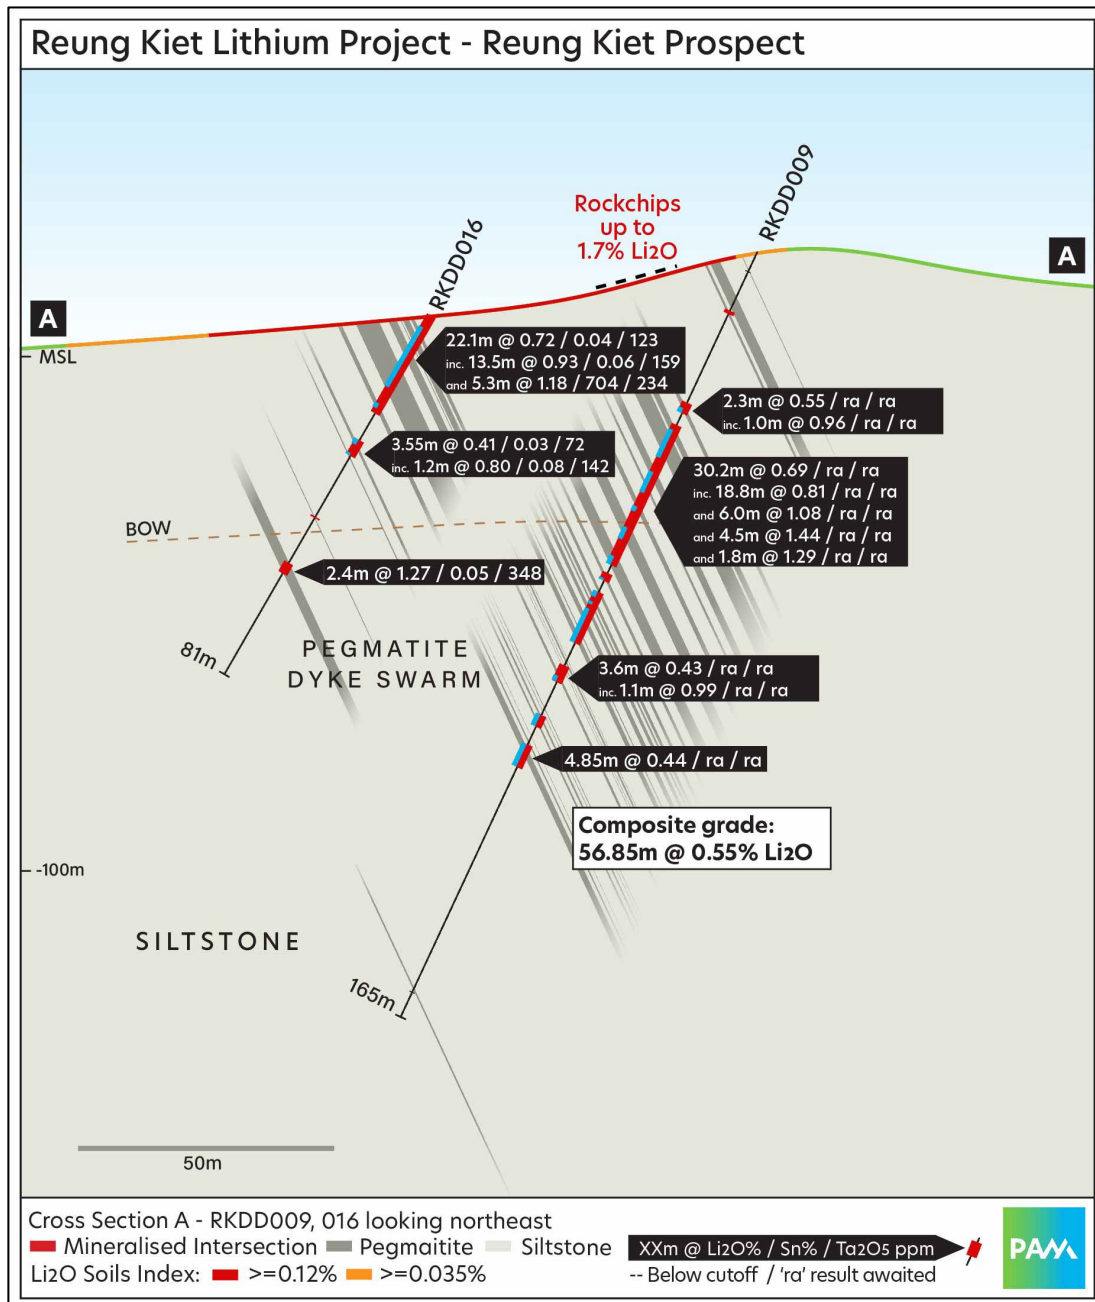 Reung Kiet Lithium Project - Reung Kiet Prospect
RKDD009
Rockchips
up to
1.7% Li2O
RKDD016
A
A
MSL
22.1m @ 0.72 / 0.04 / 123
inc. 13.5m @ 0.93 / 0.06 / 159
and 5.3m @ 1.18 / 704 / 234
2.3m @ 0.55 / ra / ra
inc. 1.0m @ 0.96 / ra / ra
3.55m @ 0.41 / 0.03 / 72
inc. 1.2m @ 0.80 / 0.08 / 142
30.2m @ 0.69 / ra / ra
inc. 18.8m @ 0.81 / ra / ra
and 6.0m @ 1.08 / ra / ra
and 4.5m @ 1.44 / ra / ra
and 1.8m @ 1.29 / ra / ra
BOW
2.4m @ 1.27 / 0.05 / 348
81m
PEGMATITE
DYKE SWARM
3.6m @ 0.43 / ra / ra
inc. 1.1m @ 0.99 / ra / ra
4.85m @ 0.44 / ra / ra
Composite grade:
56.85m @ 0.55% Li2O
-100m
SILTSTONE
165m
50m
Cross Section A - RKDD009, 016 looking northeast
Mineralised Intersection Pegmaitite Siltstone
Li2O Soils Index: >=0.12% >=0.035%
XXm @ Li2O% / Sn% / Ta2O5 ppm
-- Below cutoff / 'ra' result awaited
PAM